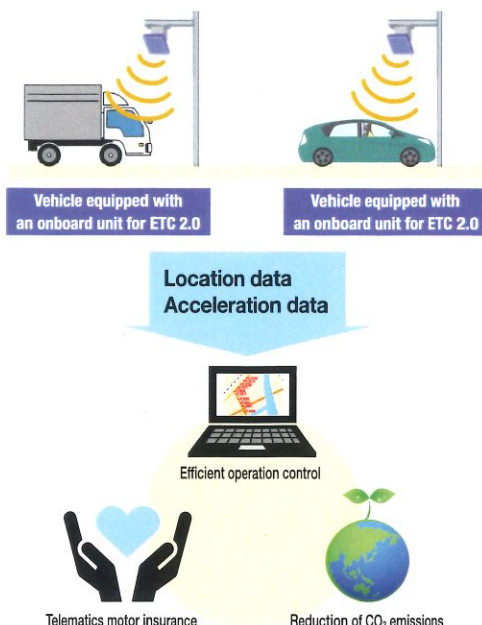 Vehicle equipped with
an onboard unit for ETC 2.0
Vehicle equipped with
an onboard unit for ETC 2.0
Location data
Acceleration data
Efficient operation control
Telematics motor insurance
Reduction of CO₂ emissions